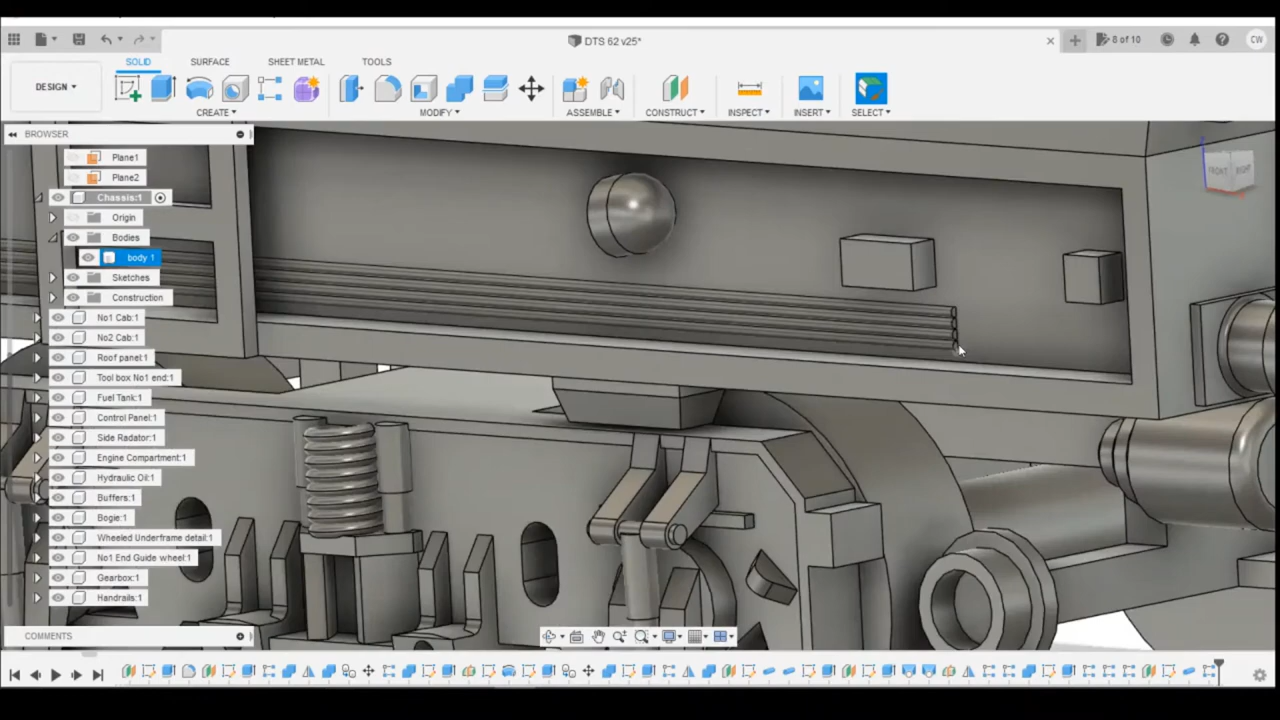 DTS 62 v25*
8 of 10
CW
DESIGN
SOLID
SURFACE
SHEET METAL
TOOLS
CREATE
MODIFY
ASSEMBLE
CONSTRUCT
INSPECT
INSERT
SELECT
BROWSER
Plane1
Plane2
Chassis:1
Origin
Bodies
body 1
Sketches
Construction
No1 Cab:1
No2 Cab:1
Roof panel:1
Tool box No1 end:1
Fuel Tank:1
Control Panel:1
Side Radator:1
Engine Compartment:1
Hydraulic Oil:1
Buffers:1
Bogie:1
Wheeled Underframe detail:1
No1 End Guide wheel:1
Gearbox:1
Handrails:1
FRONT
RIGHT
COMMENTS